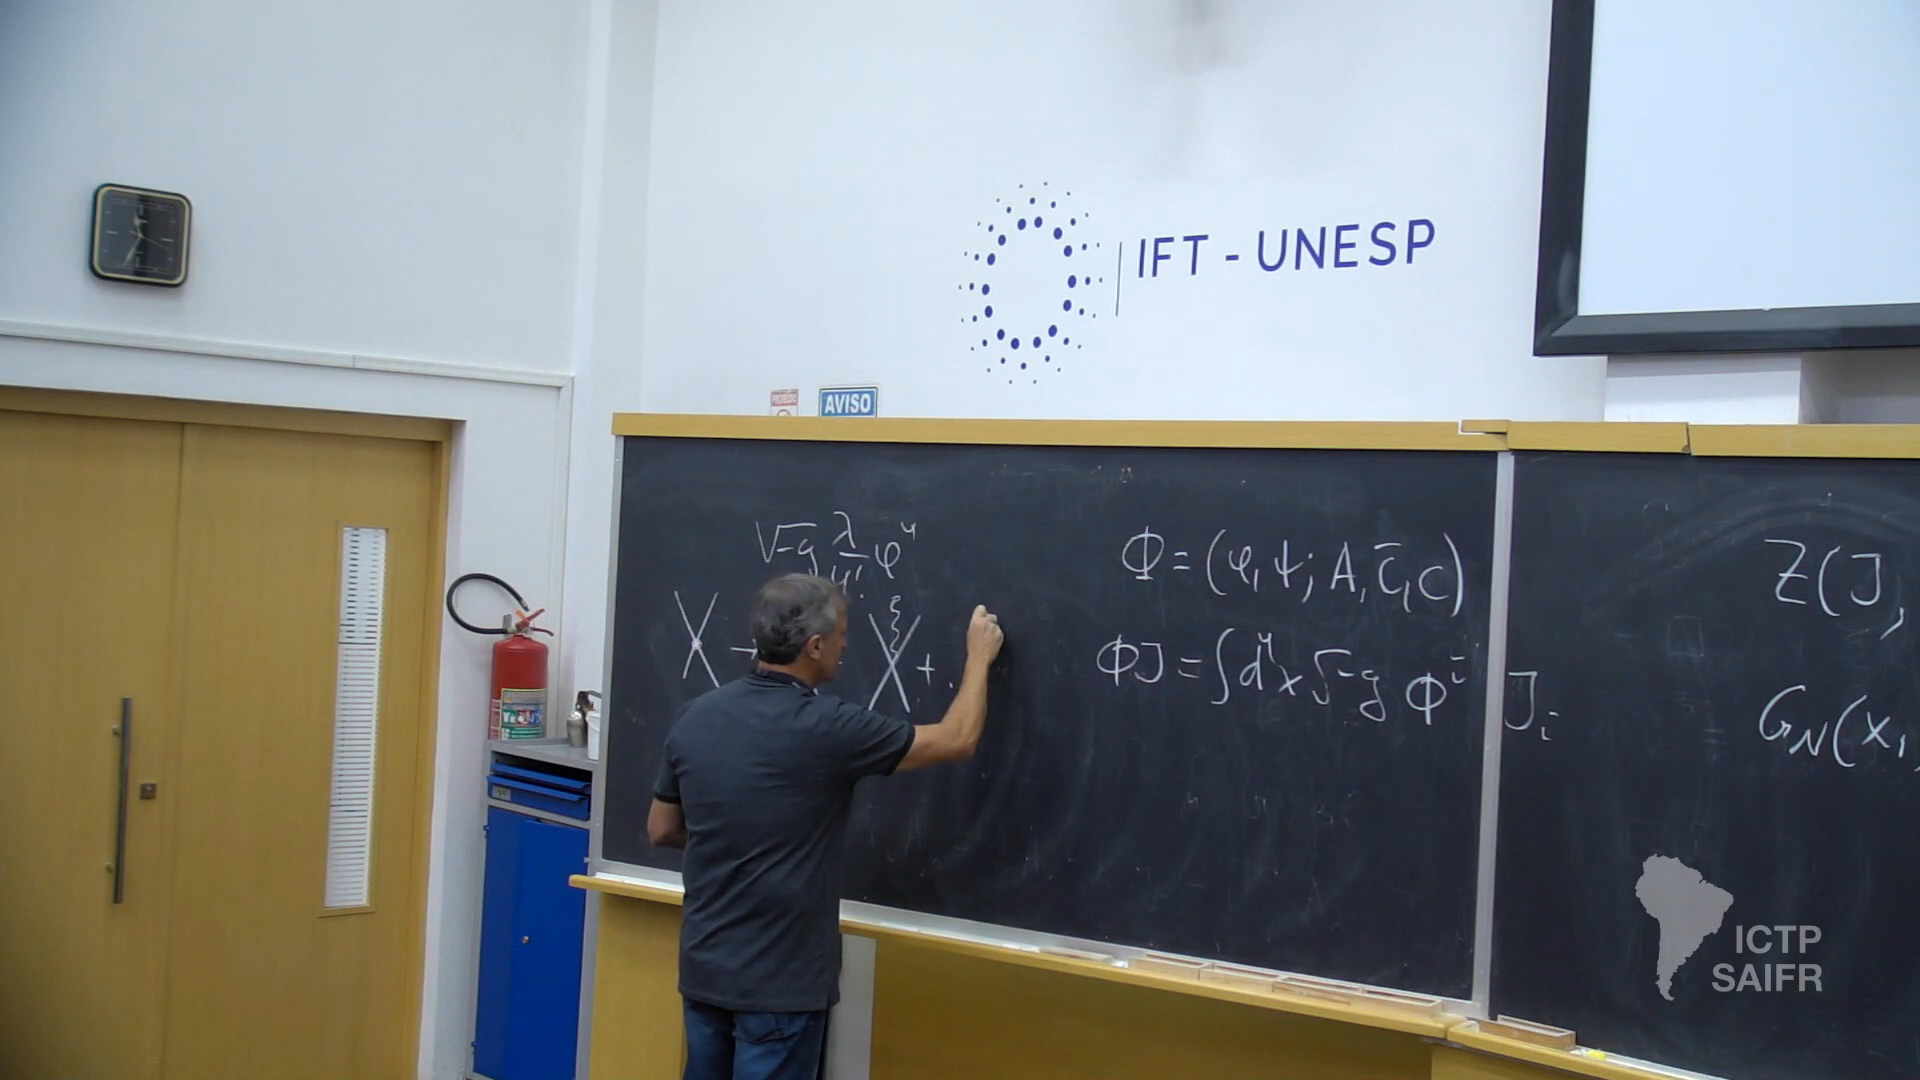 IFT - UNESP
AVISO
√-g λ/4! φ⁴
→
+
Φ = (φ, ψ; A, c̄, c)
ΦJ = ∫d⁴x √-g Φⁱ Jᵢ
Z(J,
G_N(x,
ICTP
SAIFR